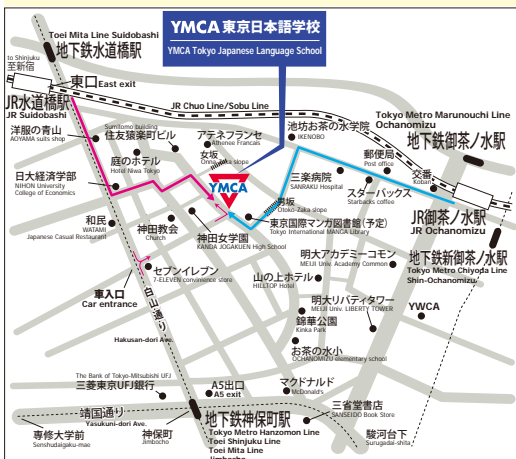 YMCA 東京日本語学校
YMCA Tokyo Japanese Language School
Toei Mita Line Suidobashi
地下鉄水道橋駅
to Shinjuku
至新宿
東口 East exit
JR水道橋駅
JR Suidobashi
JR Chuo Line/Sobu Line
Tokyo Metro Marunouchi Line
Ochanomizu
地下鉄御茶ノ水駅
洋服の青山
AOYAMA suits shop
Sumitomo building
住友猿楽町ビル
アテネフランセ
Athenee Francais
池坊お茶の水学院
IKENOBO
郵便局
Post office
庭のホテル
Hotel Niwa Tokyo
女坂
Onna-zaka slope
三楽病院
SANRAKU Hospital
交番
Koban
スターバックス
Starbucks coffee
日大経済学部
NIHON University
College of Economics
YMCA
男坂
Otoko-Zaka slope
JR御茶ノ水駅
JR Ochanomizu
和民
WATAMI
Japanese Casual Restaurant
神田教会
Church
神田女学園
KANDA JOGAKUEN High School
東京国際マンガ図書館(予定)
Tokyo International MANGA Library
明大アカデミーコモン
MEIJI Univ. Academy Common
地下鉄新御茶ノ水駅
Tokyo Metro Chiyoda Line
Shin-Ochanomizu
セブンイレブン
7-ELEVEN convenience store
山の上ホテル
HILLTOP Hotel
車入口
Car entrance
白山通り
Hakusan-dori Ave.
明大リバティタワー
MEIJI Univ. LIBERTY TOWER
YWCA
錦華公園
Kinka Park
お茶の水小
OCHANOMIZU elementary school
The Bank of Tokyo-Mitsubishi UFJ
三菱東京UFJ銀行
A5出口
A5 exit
マクドナルド
McDonald's
靖国通り
Yasukuni-dori Ave.
地下鉄神保町駅
三省堂書店
SANSEIDO Book Store
専修大学前
Senshudaigaku-mae
神保町
Jimbocho
Tokyo Metro Hanzomon Line
Toei Shinjuku Line
Toei Mita Line
Jimbocho
駿河台下
Surugadai-shita